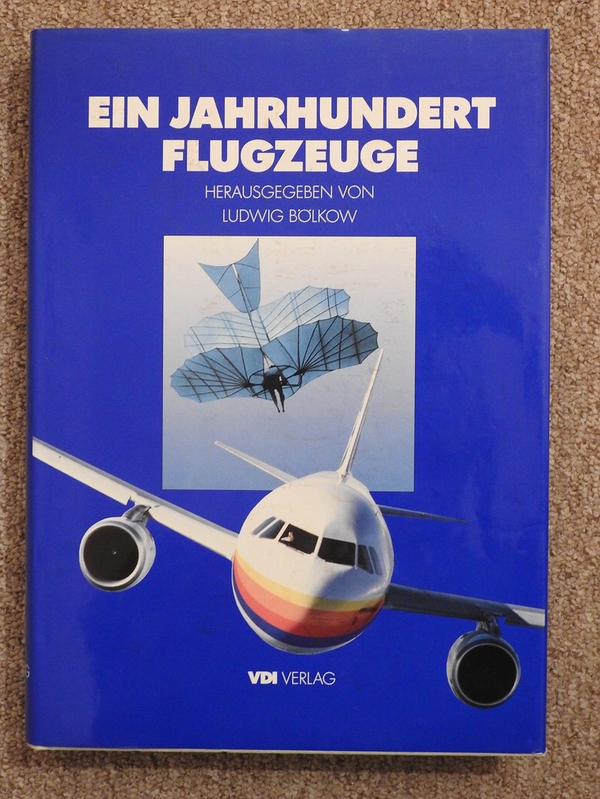 EIN JAHRHUNDERT
FLUGZEUGE
HERAUSGEGEBEN VON
LUDWIG BÖLKOW
VDI VERLAG